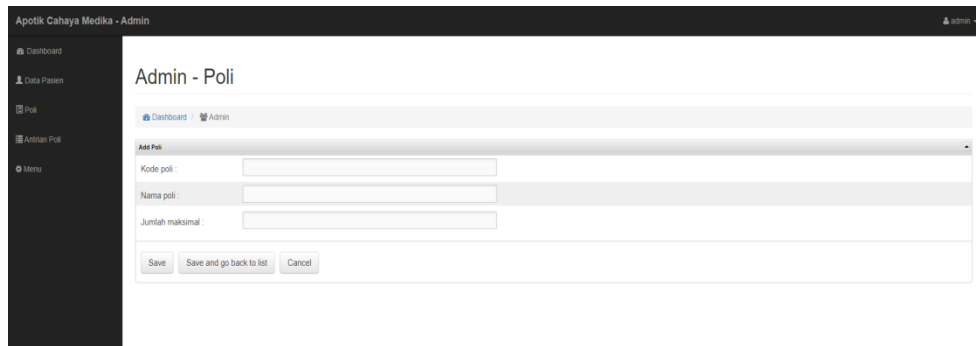 Apotik Cahaya Medika - Admin
admin
Dashboard
Data Pasien
Poli
Antrian Poli
Menu
Admin - Poli
Dashboard / Admin
Add Poli
Kode poli :
Nama poli :
Jumlah maksimal :
Save Save and go back to list Cancel